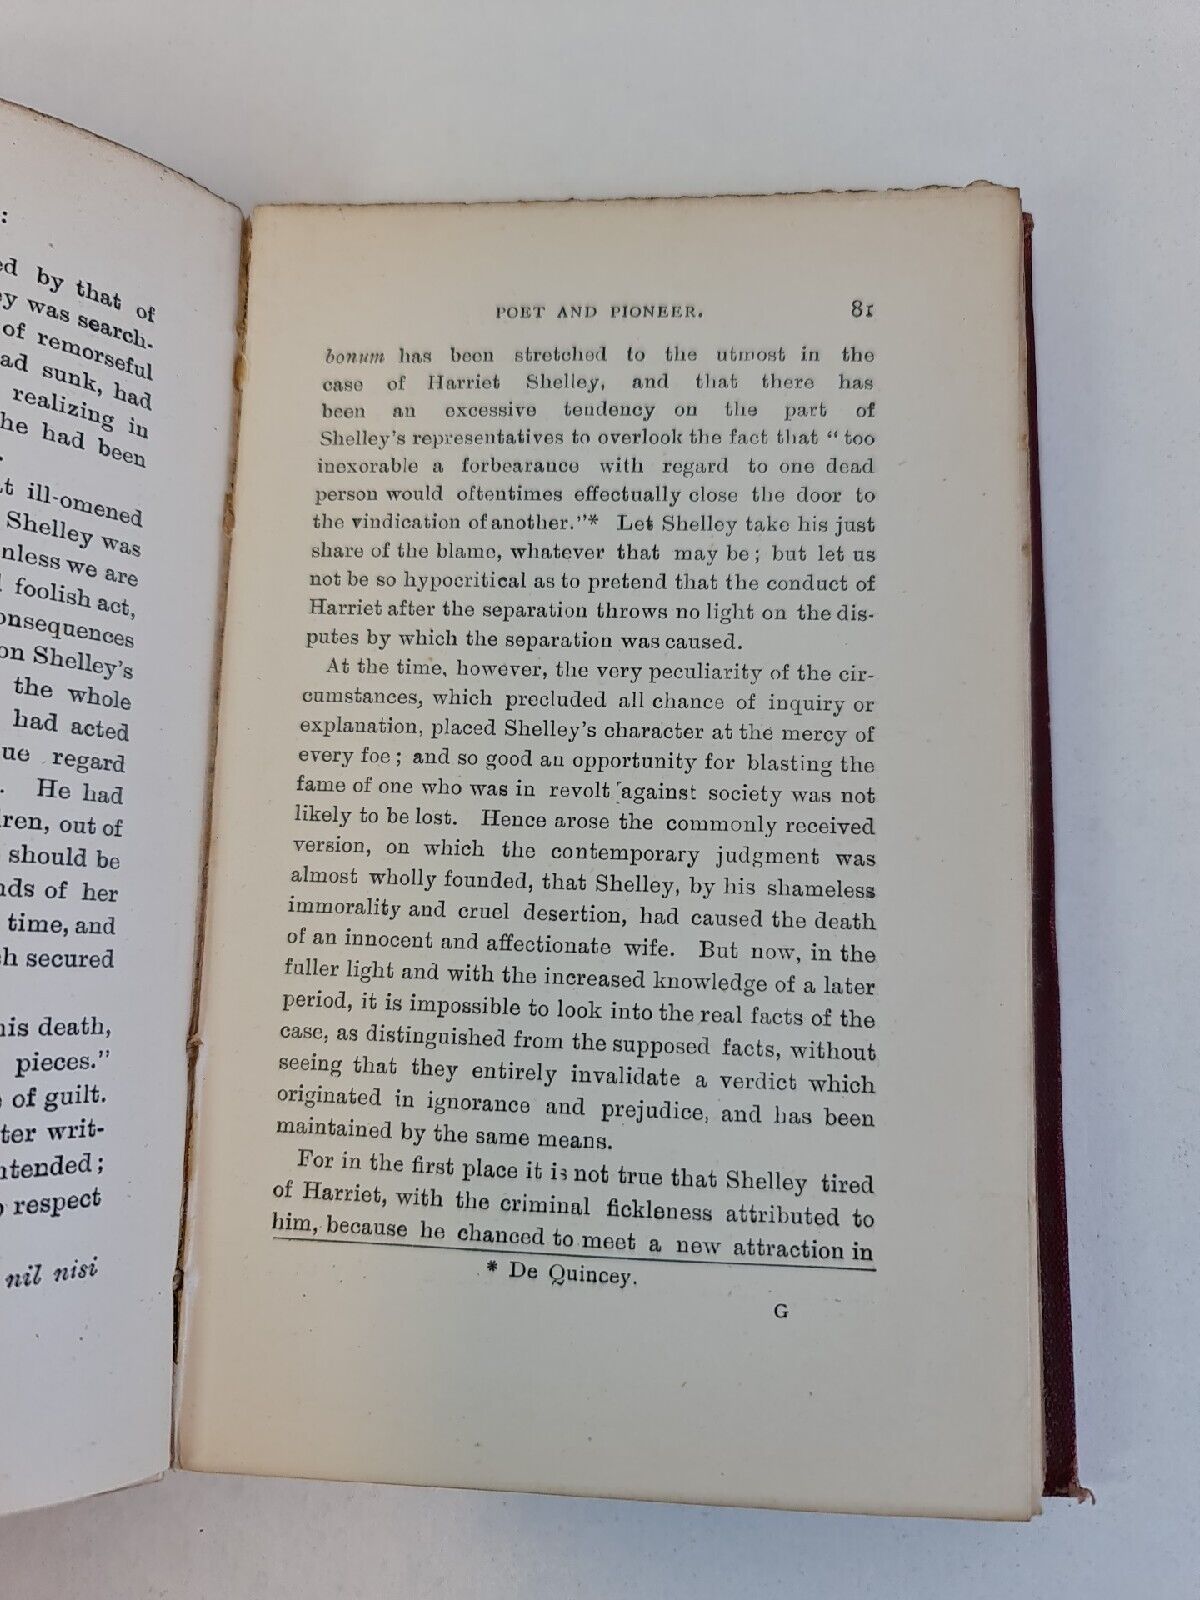 :
ed by that of
ey was search-
of remorseful
ad sunk, had
realizing in
he had been
.
t ill-omened
Shelley was
nless we are
foolish act,
onsequences
on Shelley's
the whole
had acted
ue regard
. He had
ren, out of
should be
nds of her
time, and
h secured
his death,
pieces."
of guilt.
ter writ-
ntended;
respect
nil nisi
POET AND PIONEER. 81
bonum has been stretched to the utmost in the
case of Harriet Shelley, and that there has
been an excessive tendency on the part of
Shelley's representatives to overlook the fact that "too
inexorable a forbearance with regard to one dead
person would oftentimes effectually close the door to
the vindication of another."* Let Shelley take his just
share of the blame, whatever that may be; but let us
not be so hypocritical as to pretend that the conduct of
Harriet after the separation throws no light on the dis-
putes by which the separation was caused.
At the time, however, the very peculiarity of the cir-
cumstances, which precluded all chance of inquiry or
explanation, placed Shelley's character at the mercy of
every foe; and so good an opportunity for blasting the
fame of one who was in revolt against society was not
likely to be lost. Hence arose the commonly received
version, on which the contemporary judgment was
almost wholly founded, that Shelley, by his shameless
immorality and cruel desertion, had caused the death
of an innocent and affectionate wife. But now, in the
fuller light and with the increased knowledge of a later
period, it is impossible to look into the real facts of the
case, as distinguished from the supposed facts, without
seeing that they entirely invalidate a verdict which
originated in ignorance and prejudice, and has been
maintained by the same means.
For in the first place it is not true that Shelley tired
of Harriet, with the criminal fickleness attributed to
him, because he chanced to meet a new attraction in
* De Quincey.
G